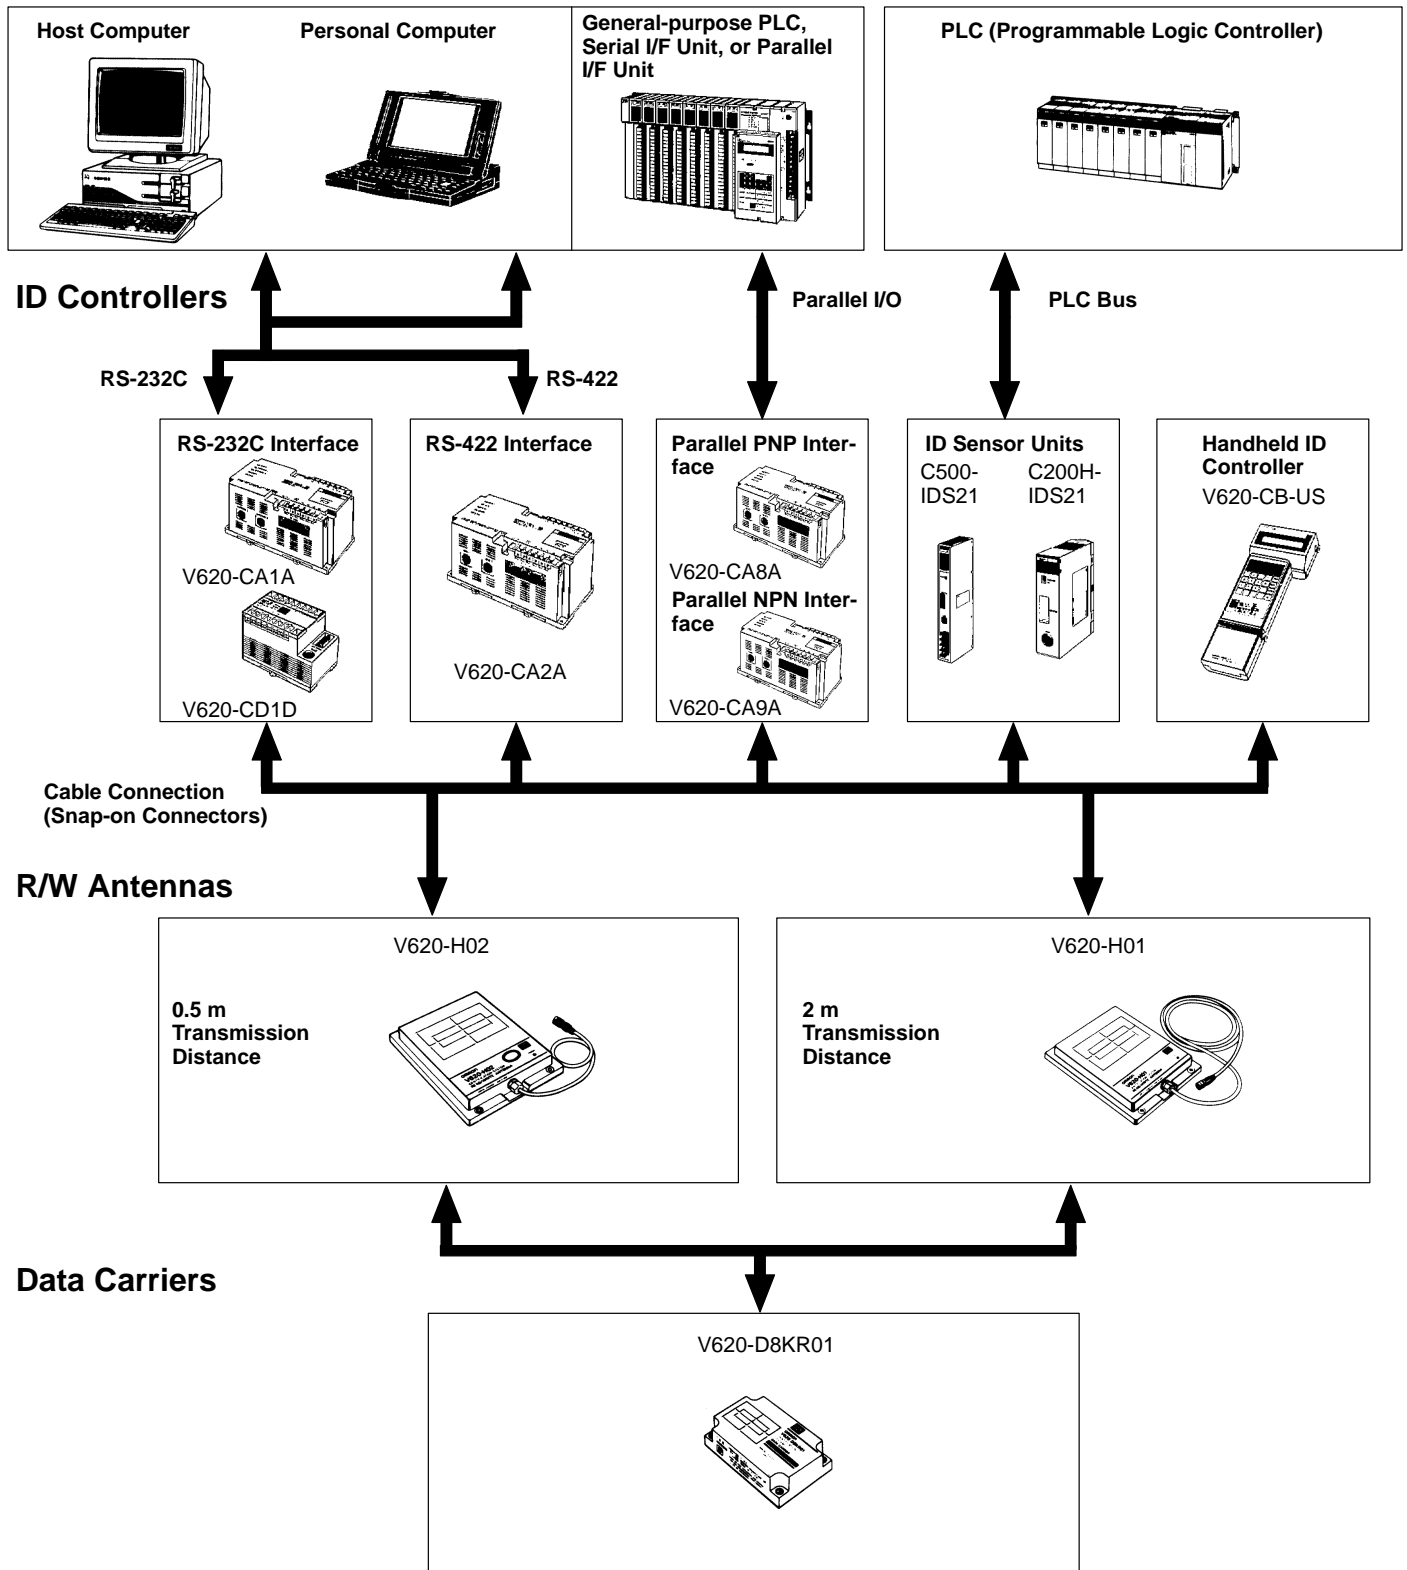 Host Computer
Personal Computer
General-purpose PLC,
Serial I/F Unit, or Parallel
I/F Unit
PLC (Programmable Logic Controller)
ID Controllers
Parallel I/O
PLC Bus
RS-232C
RS-422
RS-232C Interface
V620-CA1A
V620-CD1D
RS-422 Interface
V620-CA2A
Parallel PNP Inter-
face
V620-CA8A
Parallel NPN Inter-
face
V620-CA9A
ID Sensor Units
C500-
IDS21
C200H-
IDS21
Handheld ID
Controller
V620-CB-US
Cable Connection
(Snap-on Connectors)
R/W Antennas
V620-H02
0.5 m
Transmission
Distance
V620-H02
V620-H01
2 m
Transmission
Distance
V620-H01
Data Carriers
V620-D8KR01